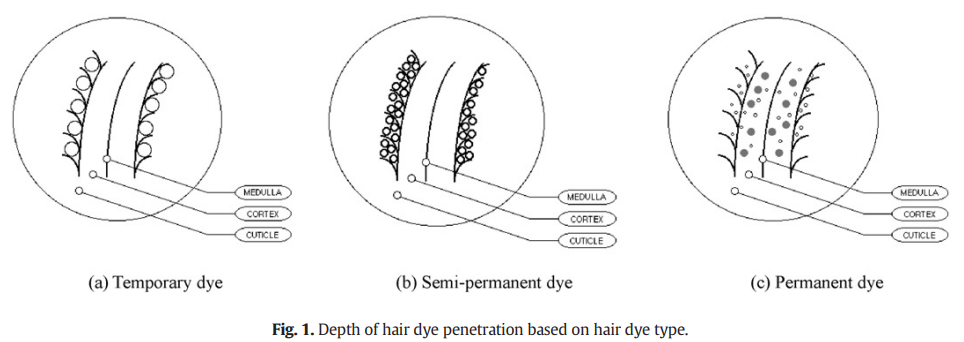 MEDULLA
CORTEX
CUTICLE
(a) Temporary dye
MEDULLA
CORTEX
CUTICLE
(b) Semi-permanent dye
MEDULLA
CORTEX
CUTICLE
(c) Permanent dye
Fig. 1. Depth of hair dye penetration based on hair dye type.